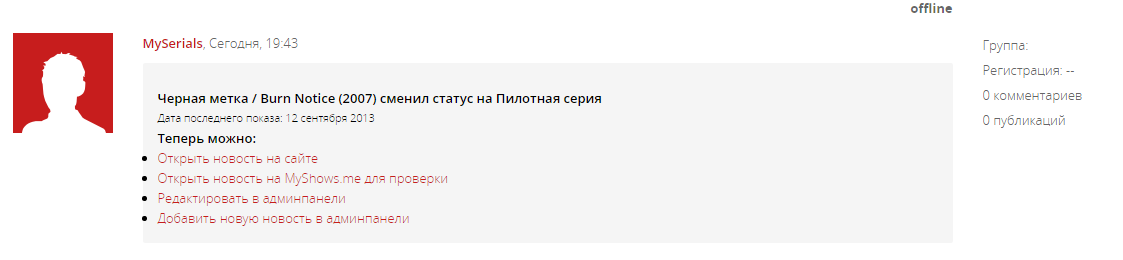 offline
MySerials, Сегодня, 19:43
Группа:
Регистрация: --
0 комментариев
0 публикаций
Черная метка / Burn Notice (2007) сменил статус на Пилотная серия
Дата последнего показа: 12 сентября 2013
Теперь можно:
Открыть новость на сайте
Открыть новость на MyShows.me для проверки
Редактировать в админпанели
Добавить новую новость в админпанели